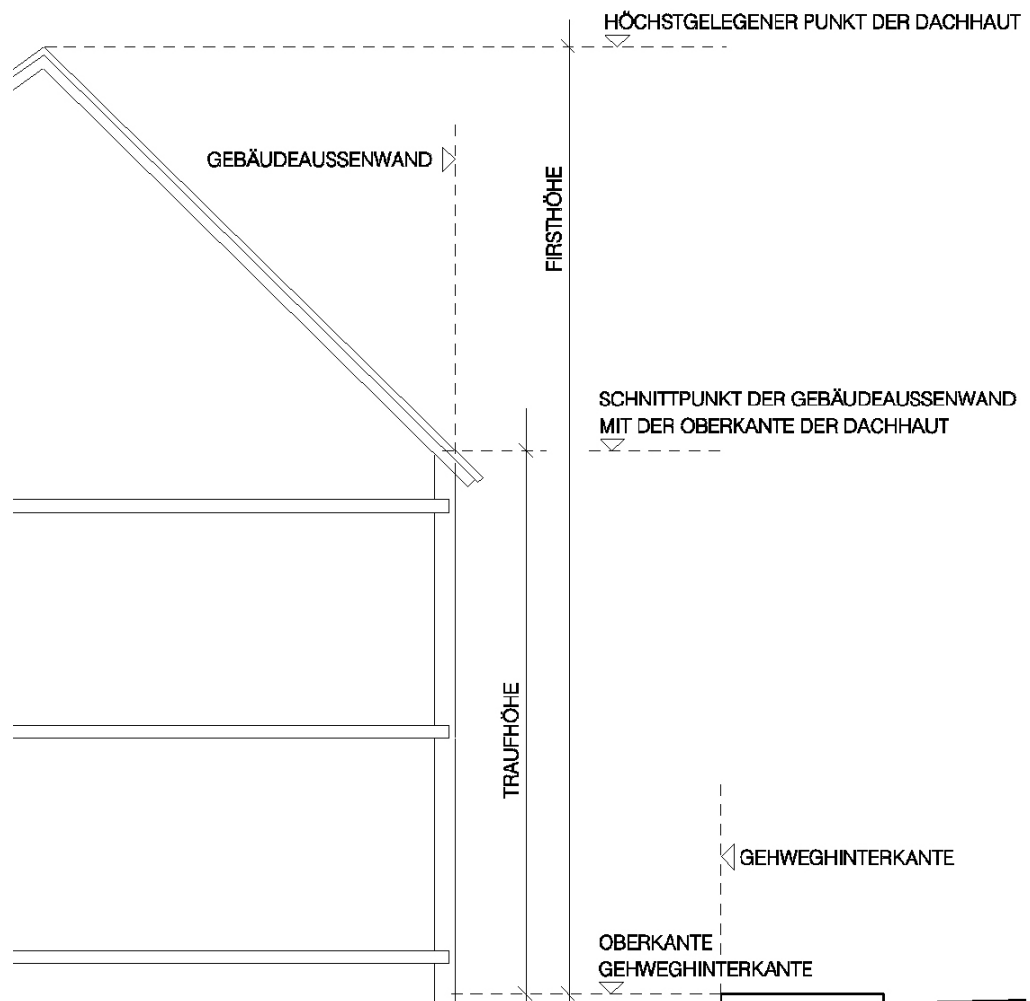 HÖCHSTGELEGENER PUNKT DER DACHHAUT
GEBÄUDEAUSSENWAND
FIRSTHÖHE
SCHNITTPUNKT DER GEBÄUDEAUSSENWAND
MIT DER OBERKANTE DER DACHHAUT
TRAUFHÖHE
GEHWEGHINTERKANTE
OBERKANTE
GEHWEGHINTERKANTE